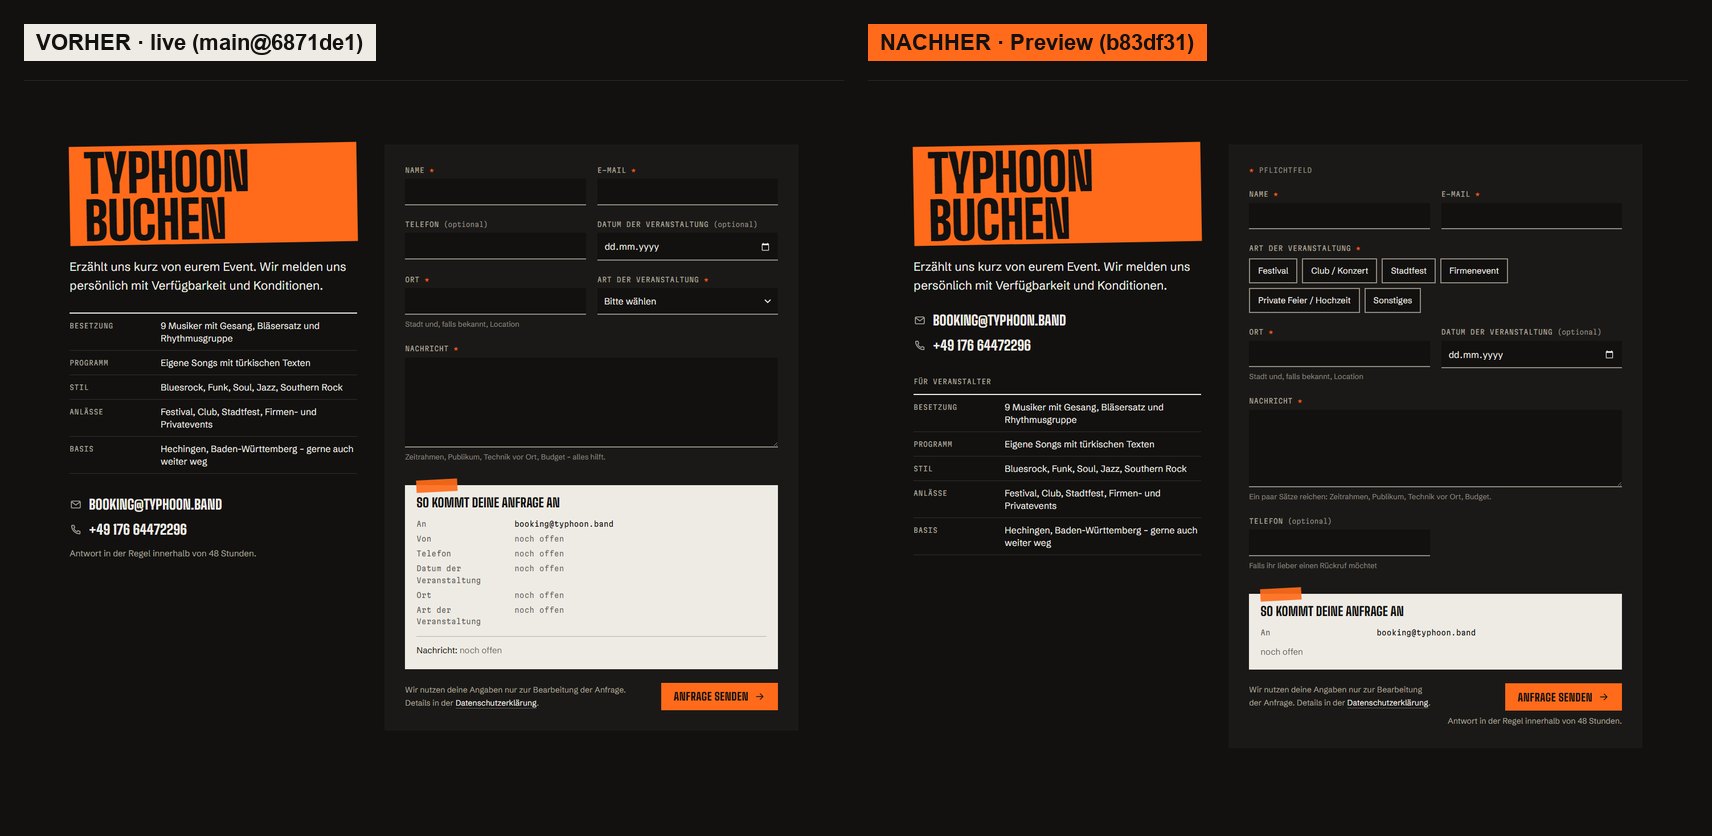 VORHER · live (main@6871de1)
TYPHOON
BUCHEN
Erzählt uns kurz von eurem Event. Wir melden uns
persönlich mit Verfügbarkeit und Konditionen.
BESETZUNG 9 Musiker mit Gesang, Bläsersatz und
Rhythmusgruppe
PROGRAMM Eigene Songs mit türkischen Texten
STIL Bluesrock, Funk, Soul, Jazz, Southern Rock
ANLÄSSE Festival, Club, Stadtfest, Firmen- und
Privatevents
BASIS Hechingen, Baden-Württemberg – gerne auch
weiter weg
BOOKING@TYPHOON.BAND
+49 176 64472296
Antwort in der Regel innerhalb von 48 Stunden.
NAME * E-MAIL *
TELEFON (optional) DATUM DER VERANSTALTUNG (optional)
dd.mm.yyyy
ORT * ART DER VERANSTALTUNG *
Bitte wählen
Stadt und, falls bekannt, Location
NACHRICHT *
Zeitrahmen, Publikum, Technik vor Ort, Budget – alles hilft.
SO KOMMT DEINE ANFRAGE AN
An booking@typhoon.band
Von noch offen
Telefon noch offen
Datum der noch offen
Veranstaltung
Ort noch offen
Art der noch offen
Veranstaltung
Nachricht: noch offen
Wir nutzen deine Angaben nur zur Bearbeitung der Anfrage.
Details in der Datenschutzerklärung.
ANFRAGE SENDEN →
NACHHER · Preview (b83df31)
TYPHOON
BUCHEN
Erzählt uns kurz von eurem Event. Wir melden uns
persönlich mit Verfügbarkeit und Konditionen.
BOOKING@TYPHOON.BAND
+49 176 64472296
FÜR VERANSTALTER
BESETZUNG 9 Musiker mit Gesang, Bläsersatz und
Rhythmusgruppe
PROGRAMM Eigene Songs mit türkischen Texten
STIL Bluesrock, Funk, Soul, Jazz, Southern Rock
ANLÄSSE Festival, Club, Stadtfest, Firmen- und
Privatevents
BASIS Hechingen, Baden-Württemberg – gerne auch
weiter weg
* PFLICHTFELD
NAME * E-MAIL *
ART DER VERANSTALTUNG *
Festival Club / Konzert Stadtfest Firmenevent
Private Feier / Hochzeit Sonstiges
ORT * DATUM DER VERANSTALTUNG (optional)
dd.mm.yyyy
Stadt und, falls bekannt, Location
NACHRICHT *
Ein paar Sätze reichen: Zeitrahmen, Publikum, Technik vor Ort, Budget.
TELEFON (optional)
Falls ihr lieber einen Rückruf möchtet
SO KOMMT DEINE ANFRAGE AN
An booking@typhoon.band
noch offen
Wir nutzen deine Angaben nur zur Bearbeitung
der Anfrage. Details in der Datenschutzerklärung.
ANFRAGE SENDEN →
Antwort in der Regel innerhalb von 48 Stunden.